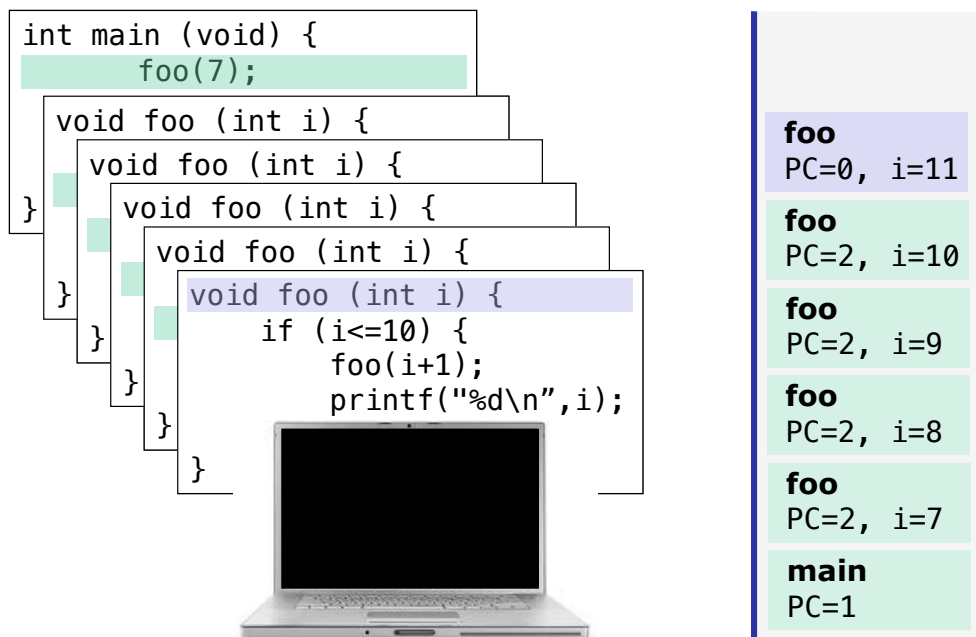 int main (void) {
foo(7);
void foo (int i) {
void foo (int i) {
}
void foo (int i) {
void foo (int i) {
}
void foo (int i) {
if (i<=10) {
}
foo(i+1);
}
printf("%d\n”,i);
}
}
foo
PC=0, i=11
foo
PC=2, i=10
foo
PC=2, i=9
foo
PC=2, i=8
foo
PC=2, i=7
main
PC=1